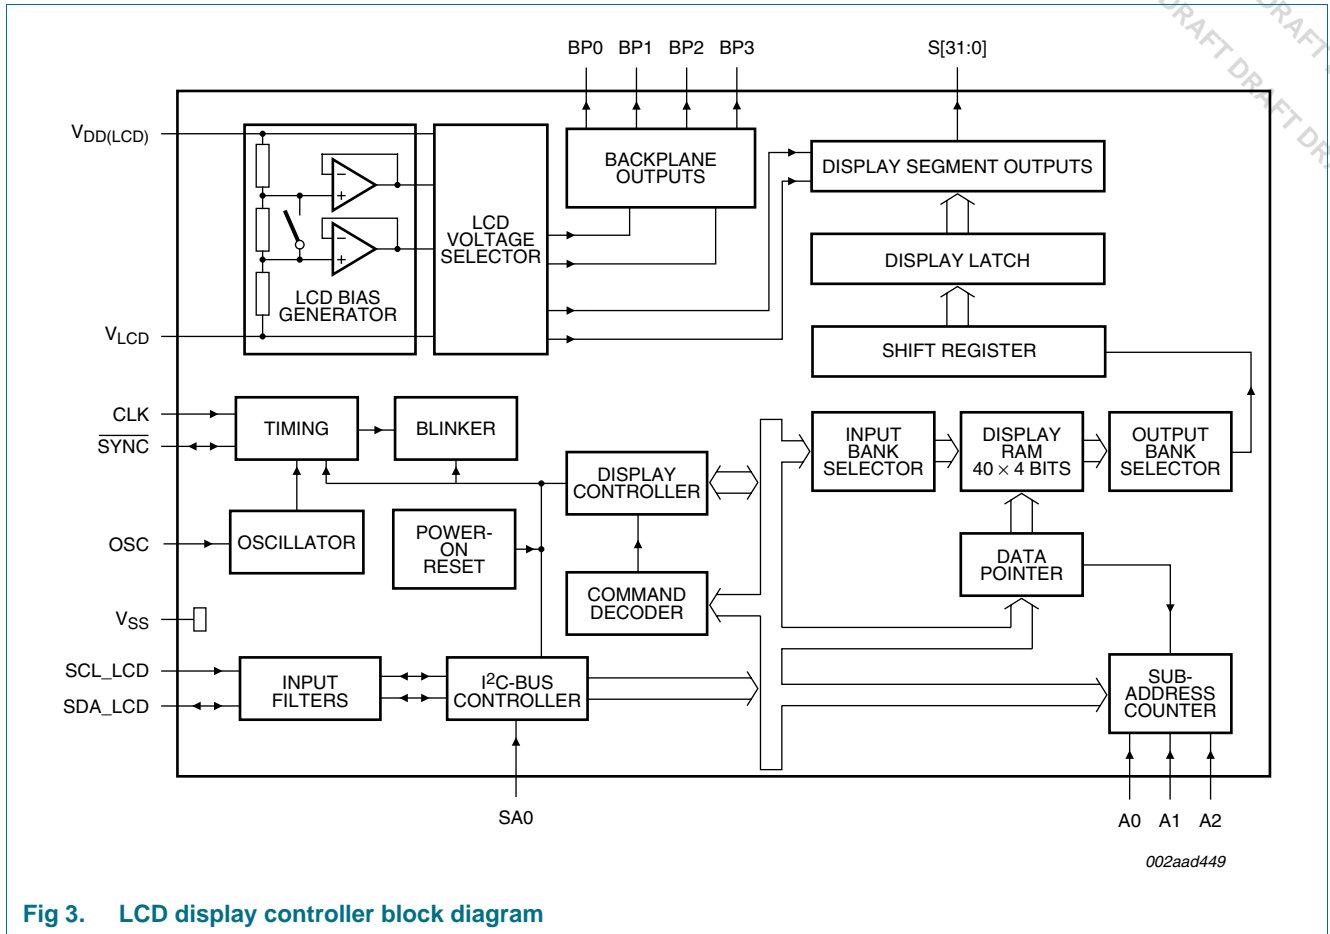 DRAFT DRAFT DRA
DRAFT
BP0 BP1 BP2 BP3 S[31:0]
VDD(LCD)
BACKPLANE
OUTPUTS
DISPLAY SEGMENT OUTPUTS
LCD
VOLTAGE
SELECTOR
DISPLAY LATCH
LCD BIAS
GENERATOR
VLCD
SHIFT REGISTER
CLK
SYNC
TIMING
BLINKER
INPUT
BANK
SELECTOR
DISPLAY
RAM
40 × 4 BITS
OUTPUT
BANK
SELECTOR
DISPLAY
CONTROLLER
OSC
OSCILLATOR
POWER-
ON
RESET
DATA
POINTER
COMMAND
DECODER
VSS
SCL_LCD
SDA_LCD
INPUT
FILTERS
I²C-BUS
CONTROLLER
SUB-
ADDRESS
COUNTER
SA0
A0 A1 A2
002aad449
Fig 3. LCD display controller block diagram